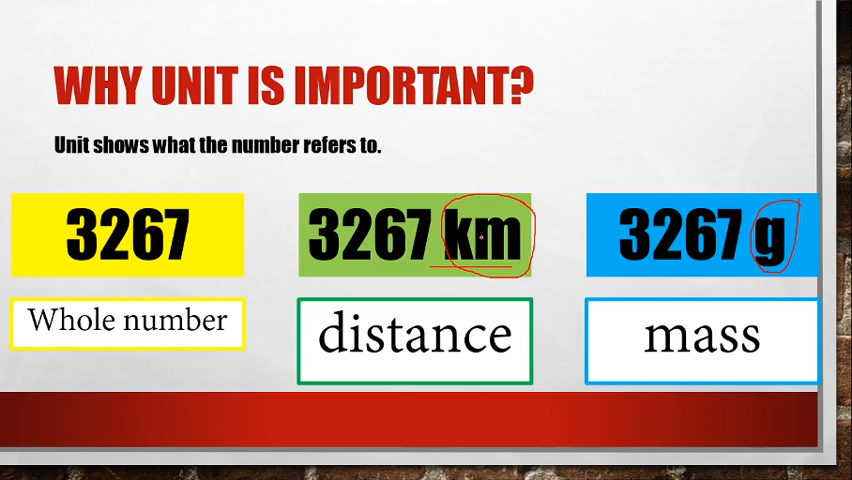 WHY UNIT IS IMPORTANT?
Unit shows what the number refers to.
3267
3267 km
3267 g
Whole number
distance
mass